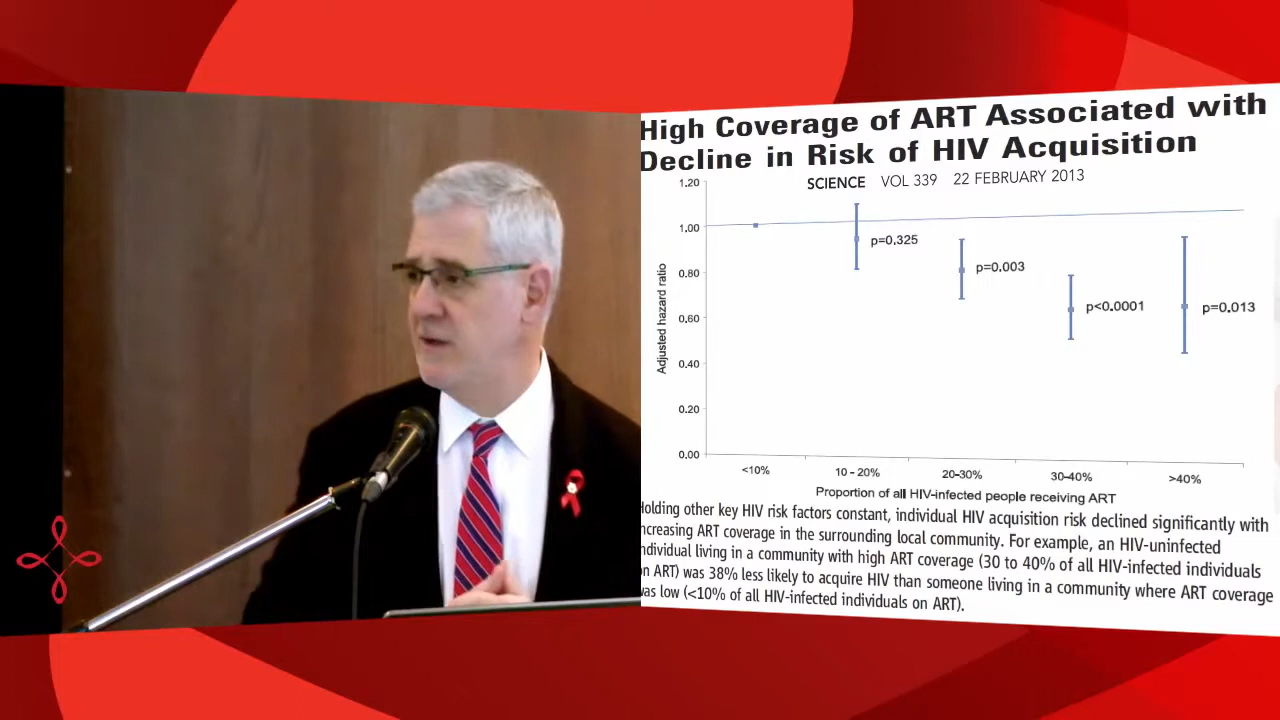 High Coverage of ART Associated with
Decline in Risk of HIV Acquisition
SCIENCE VOL 339 22 FEBRUARY 2013
1.20
1.00
0.80
0.60
0.40
0.20
0.00
Adjusted hazard ratio
p=0.325
p=0.003
p<0.0001
p=0.013
<10%
10 - 20%
20-30%
30-40%
>40%
Proportion of all HIV-infected people receiving ART
Holding other key HIV risk factors constant, individual HIV acquisition risk declined significantly with
increasing ART coverage in the surrounding local community. For example, an HIV-uninfected
individual living in a community with high ART coverage (30 to 40% of all HIV-infected individuals
on ART) was 38% less likely to acquire HIV than someone living in a community where ART coverage
was low (<10% of all HIV-infected individuals on ART).